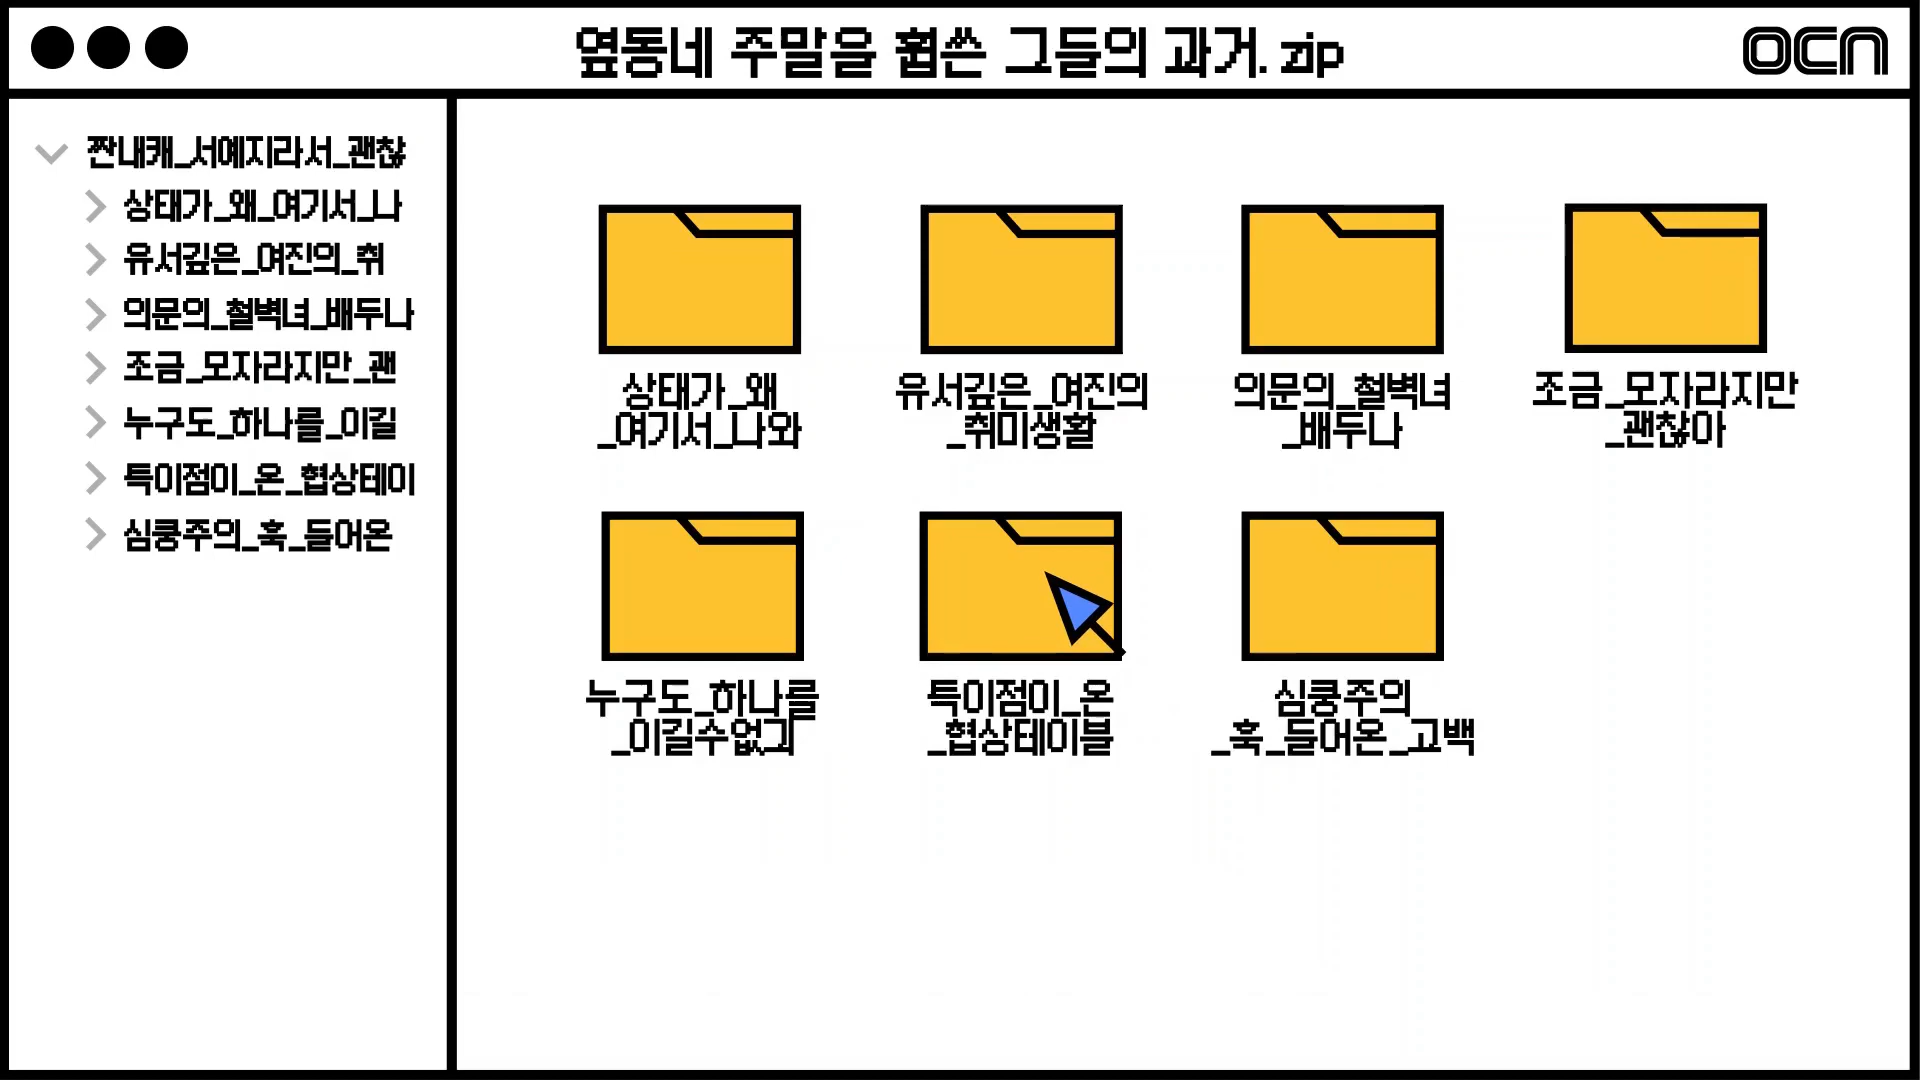 옆동네 주말을 휩쓴 그들의 과거. zip
OCN
짠내캐_서예지라서_괜찮
상태가_왜_여기서_나
유서깊은_여진의_취
의문의_철벽녀_배두나
조금_모자라지만_괜
누구도_하나를_이길
특이점이_온_협상테이
심쿵주의_훅_들어온
상태가_왜
_여기서_나와
유서깊은_여진의
_취미생활
의문의_철벽녀
_배두나
조금_모자라지만
_괜찮아
누구도_하나를
_이길수없긔
특이점이_온
_협상테이블
심쿵주의
_훅_들어온_고백